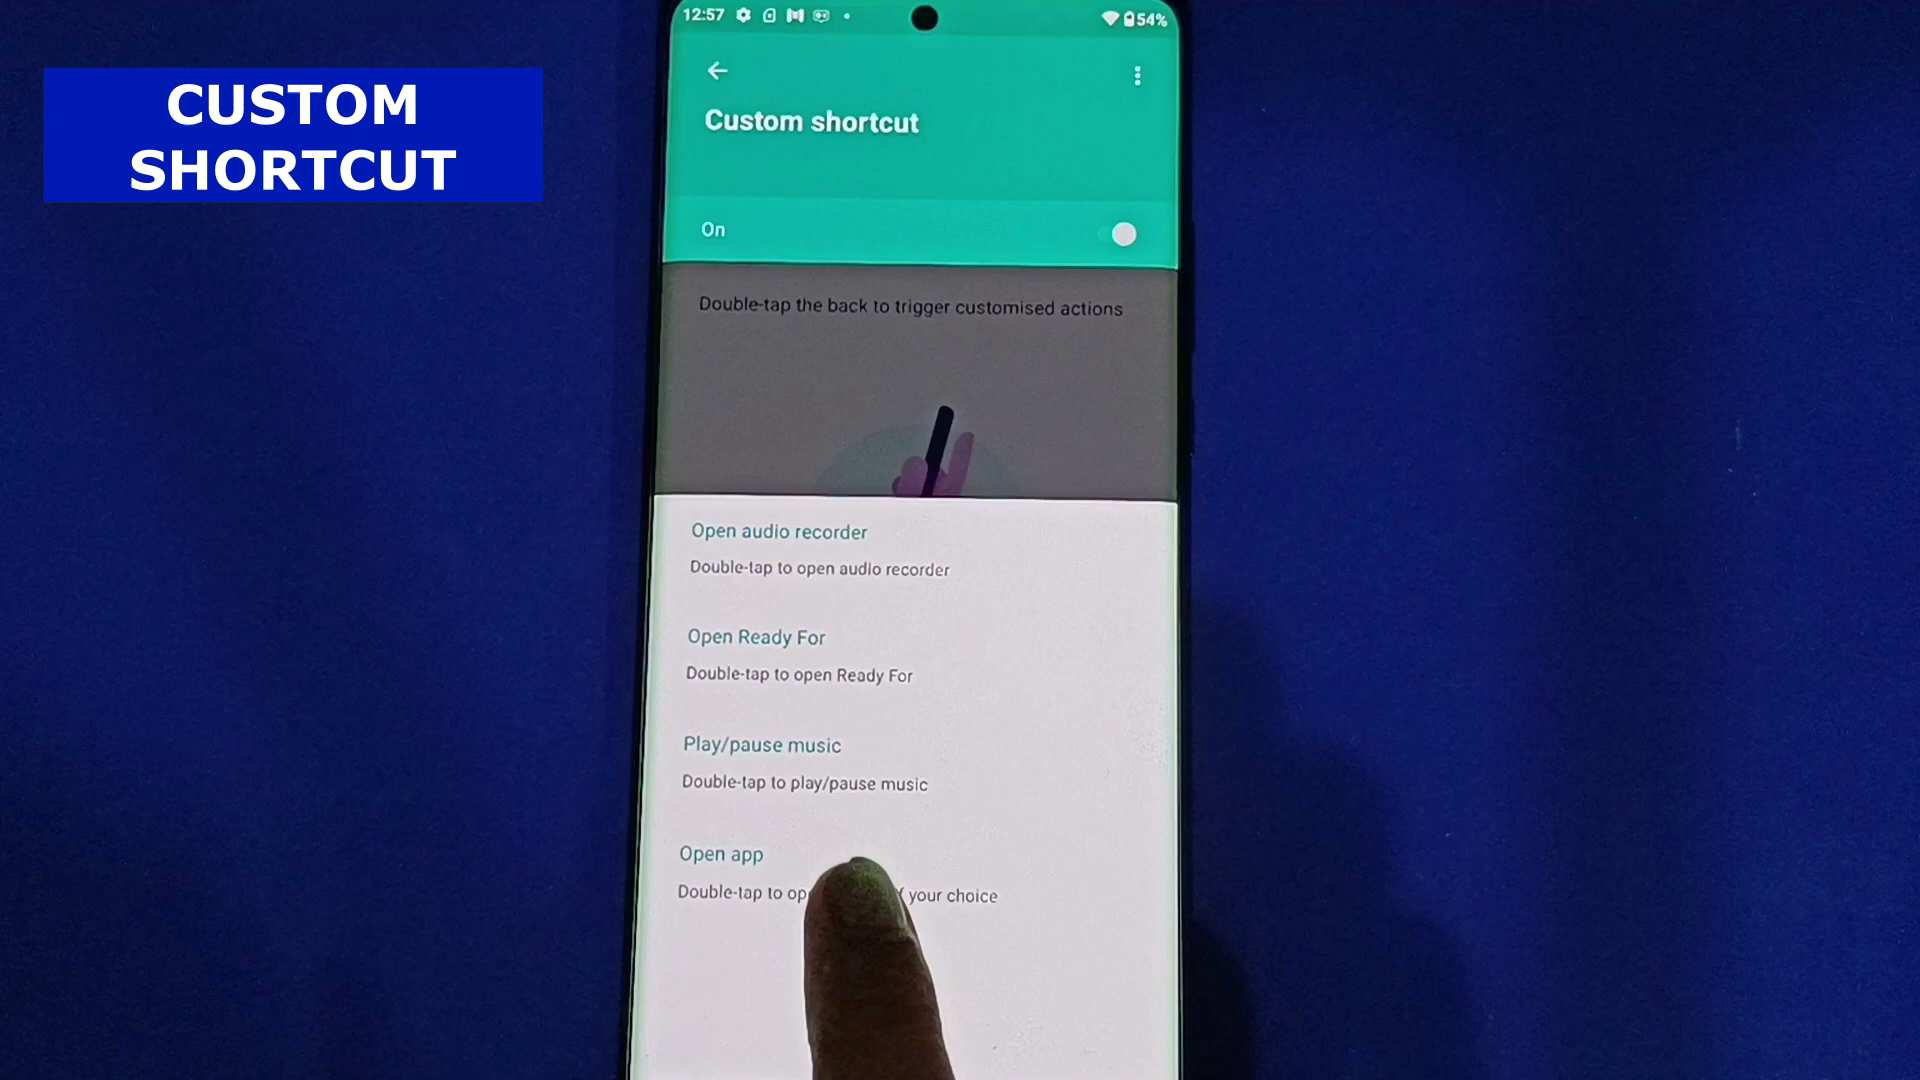 CUSTOM
SHORTCUT
12:57
54%
Custom shortcut
On
Double-tap the back to trigger customised actions
Open audio recorder
Double-tap to open audio recorder
Open Ready For
Double-tap to open Ready For
Play/pause music
Double-tap to play/pause music
Open app
Double-tap to your choice